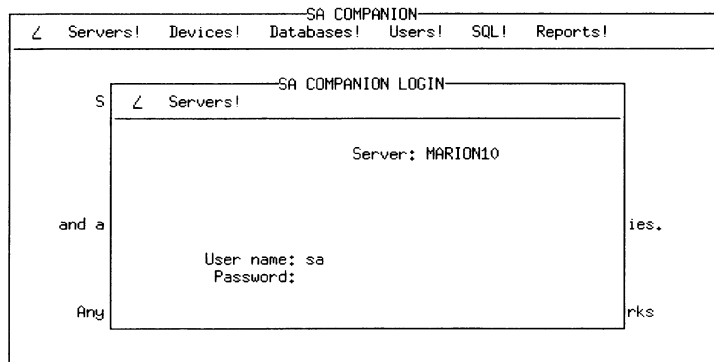 SA COMPANION
∠ Servers! Devices! Databases! Users! SQL! Reports!
SA COMPANION LOGIN
S ∠ Servers!
Server: MARION10
and a ies.
User name: sa
Password:
Any rks